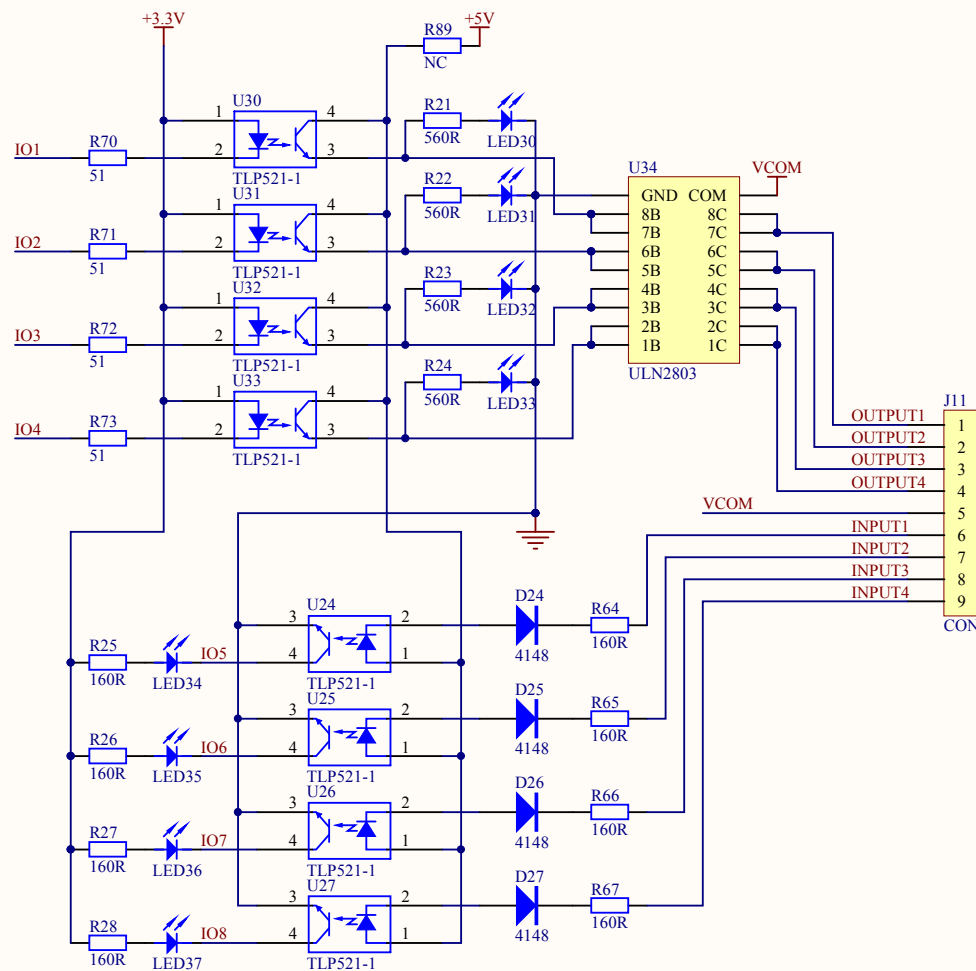 +3.3V
+5V
R89
NC
U30
1
4
2
3
TLP521-1
IO1
R70
51
R21
560R
LED30
U31
1
4
2
3
TLP521-1
IO2
R71
51
R22
560R
LED31
U32
1
4
2
3
TLP521-1
IO3
R72
51
R23
560R
LED32
U33
1
4
2
3
TLP521-1
IO4
R73
51
R24
560R
LED33
U34
VCOM
GND COM
8B 8C
7B 7C
6B 6C
5B 5C
4B 4C
3B 3C
2B 2C
1B 1C
ULN2803
J11
OUTPUT1 1
OUTPUT2 2
OUTPUT3 3
OUTPUT4 4
VCOM 5
INPUT1 6
INPUT2 7
INPUT3 8
INPUT4 9
CON
U24
3
2
4
1
TLP521-1
R25
160R
LED34
IO5
D24
4148
R64
160R
U25
3
2
4
1
TLP521-1
R26
160R
LED35
IO6
D25
4148
R65
160R
U26
3
2
4
1
TLP521-1
R27
160R
LED36
IO7
D26
4148
R66
160R
U27
3
2
4
1
TLP521-1
R28
160R
LED37
IO8
D27
4148
R67
160R